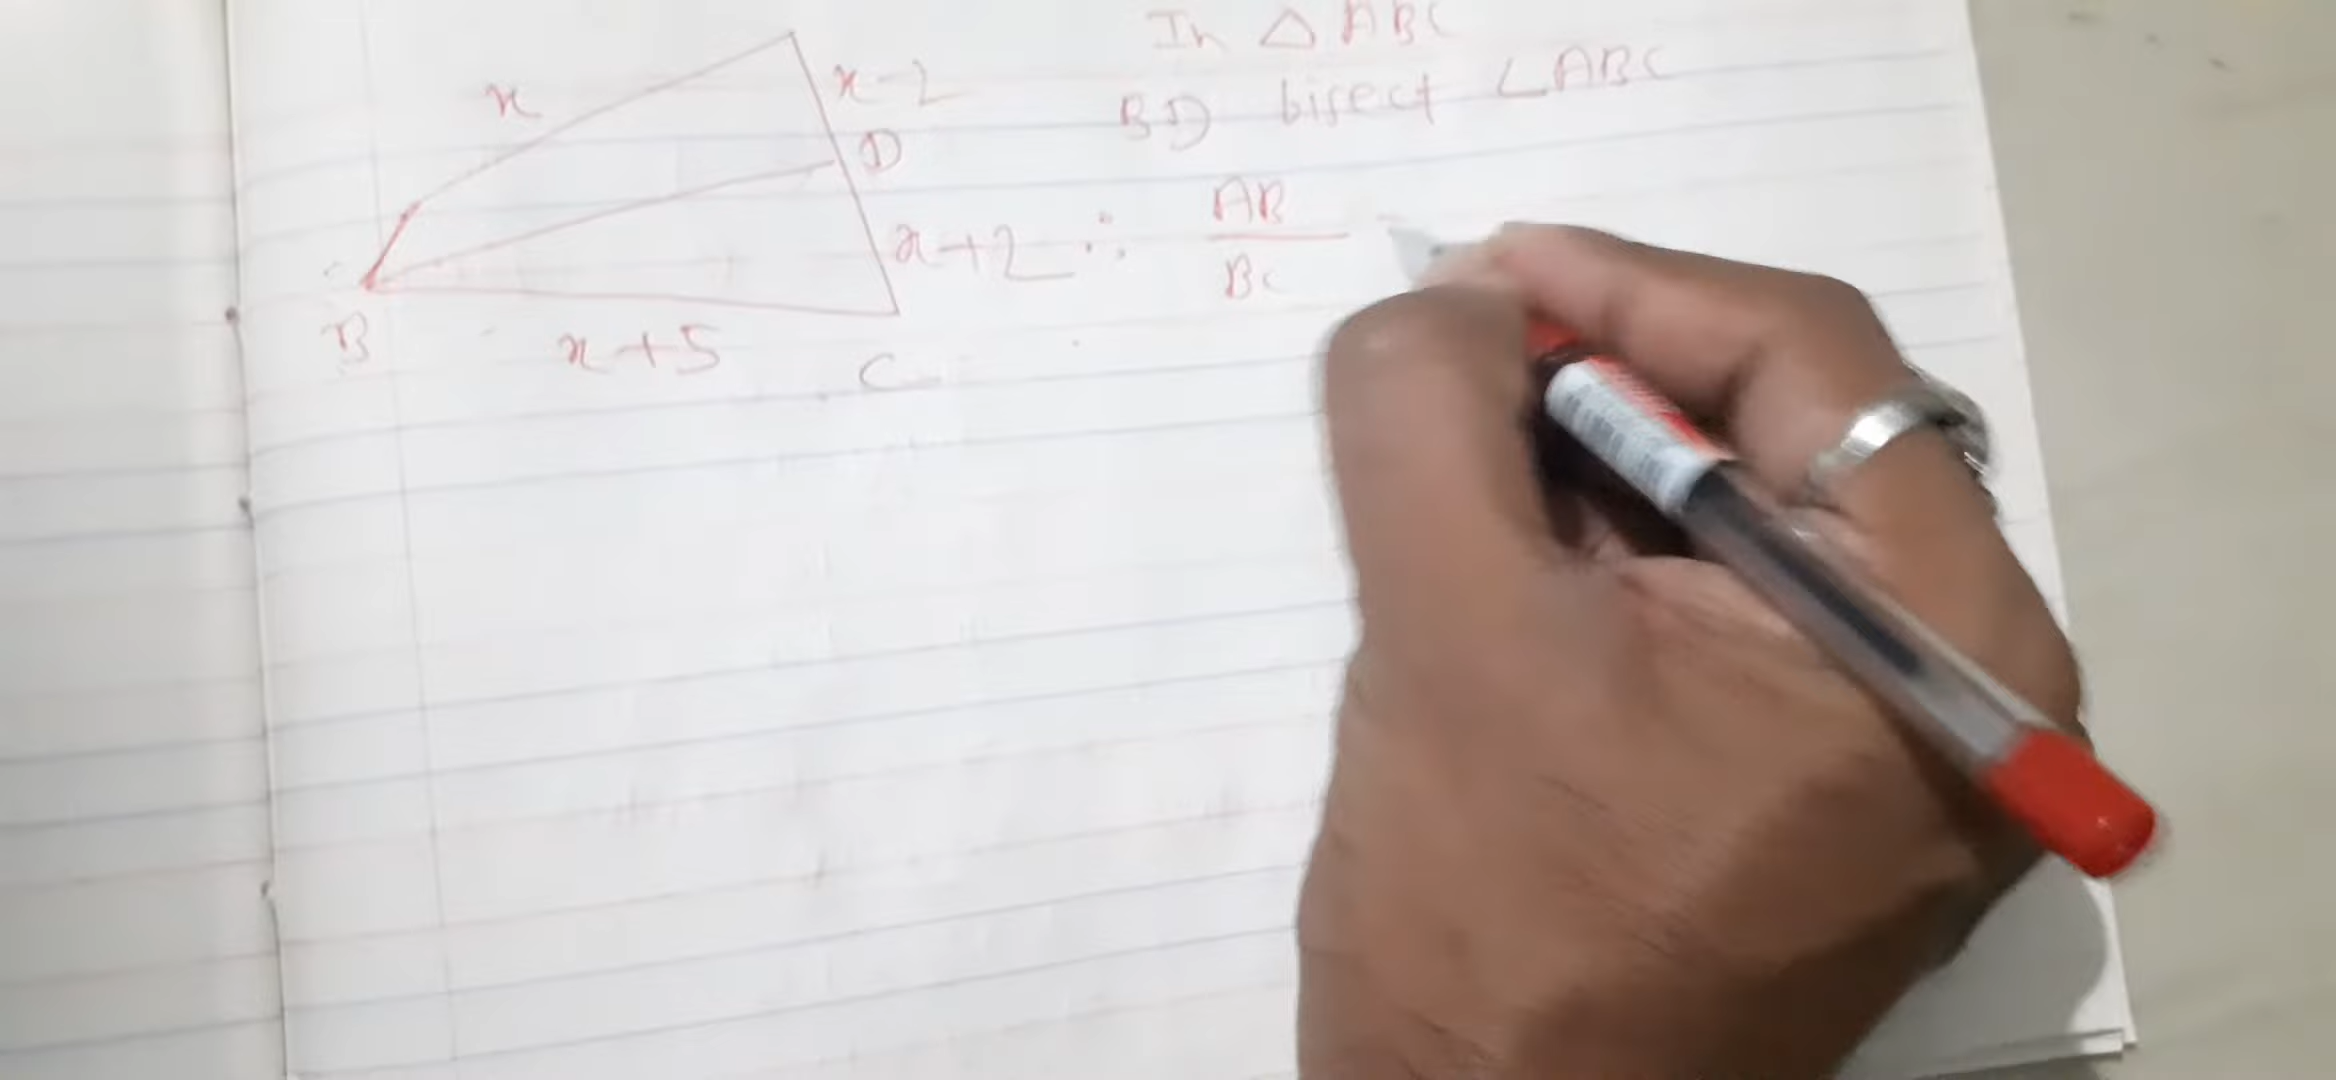 In △ ABC
x
x-2
BD bisect ∠ABC
D
x+2 ∴ AB
BC
B
x+5
C